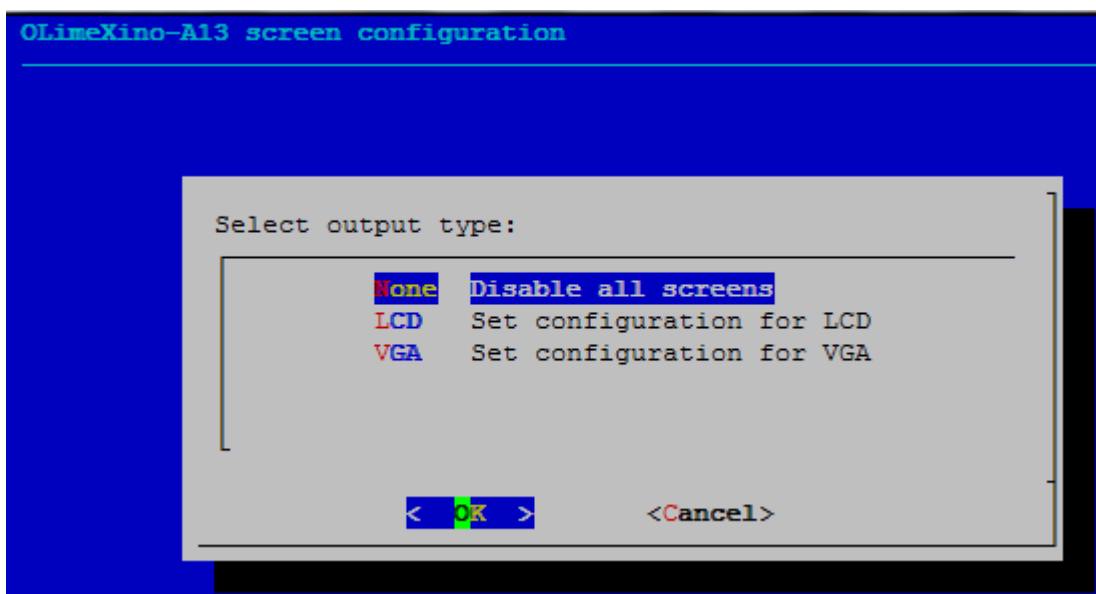 OLimeXino-A13 screen configuration
Select output type:
None Disable all screens
LCD Set configuration for LCD
VGA Set configuration for VGA
< OK > <Cancel>